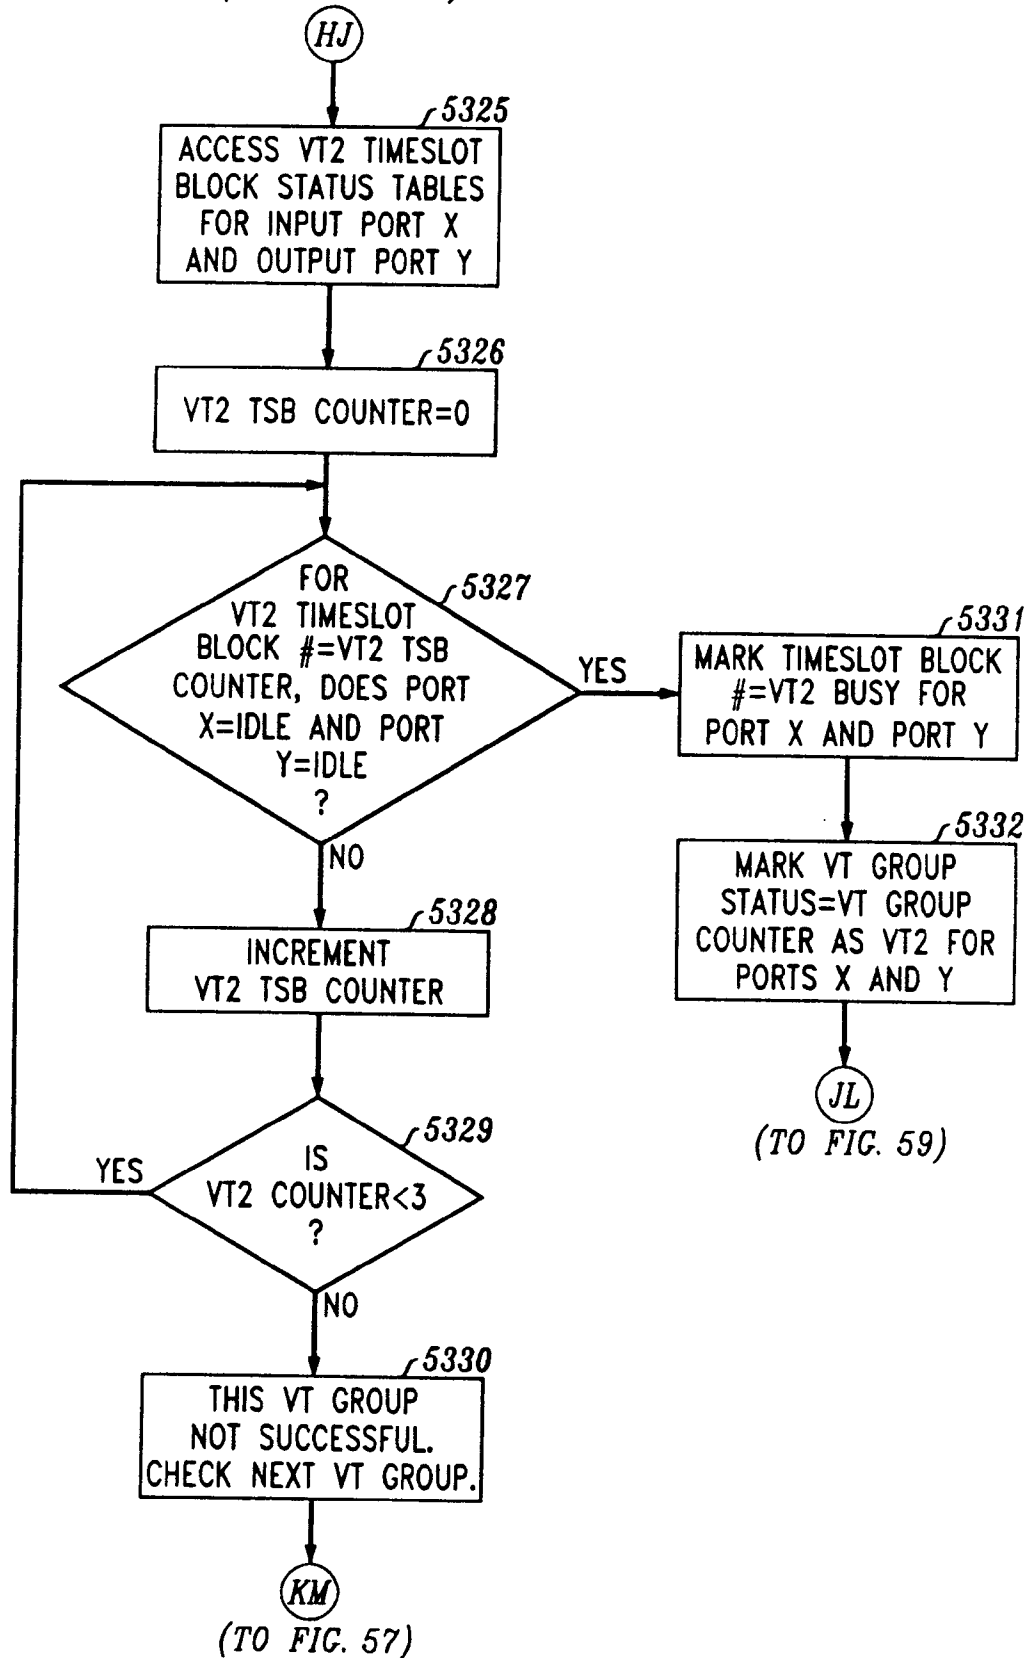 HJ
5325
ACCESS VT2 TIMESLOT
BLOCK STATUS TABLES
FOR INPUT PORT X
AND OUTPUT PORT Y
5326
VT2 TSB COUNTER=0
5327
FOR
VT2 TIMESLOT
BLOCK #=VT2 TSB
COUNTER, DOES PORT
X=IDLE AND PORT
Y=IDLE
?
YES
5331
MARK TIMESLOT BLOCK
#=VT2 BUSY FOR
PORT X AND PORT Y
NO
5332
MARK VT GROUP
STATUS=VT GROUP
COUNTER AS VT2 FOR
PORTS X AND Y
JL
(TO FIG. 59)
5328
INCREMENT
VT2 TSB COUNTER
5329
IS
VT2 COUNTER<3
?
YES
NO
5330
THIS VT GROUP
NOT SUCCESSFUL.
CHECK NEXT VT GROUP.
KM
(TO FIG. 57)